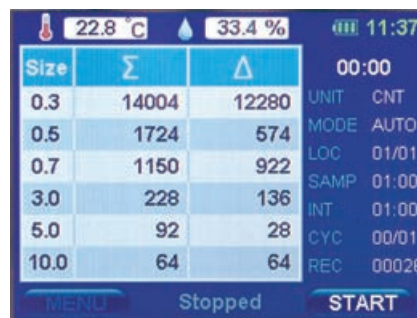 22.8 °C 33.4 % 11:37
Size Σ Δ 00:00
0.3 14004 12280 UNIT CNT
0.5 1724 574 MODE AUTO
0.7 1150 922 LOC 01/01
3.0 228 136 SAMP 01:00
5.0 92 28 INT 01:00
10.0 64 64 CYC 00/01
REC 00028
MENU Stopped START